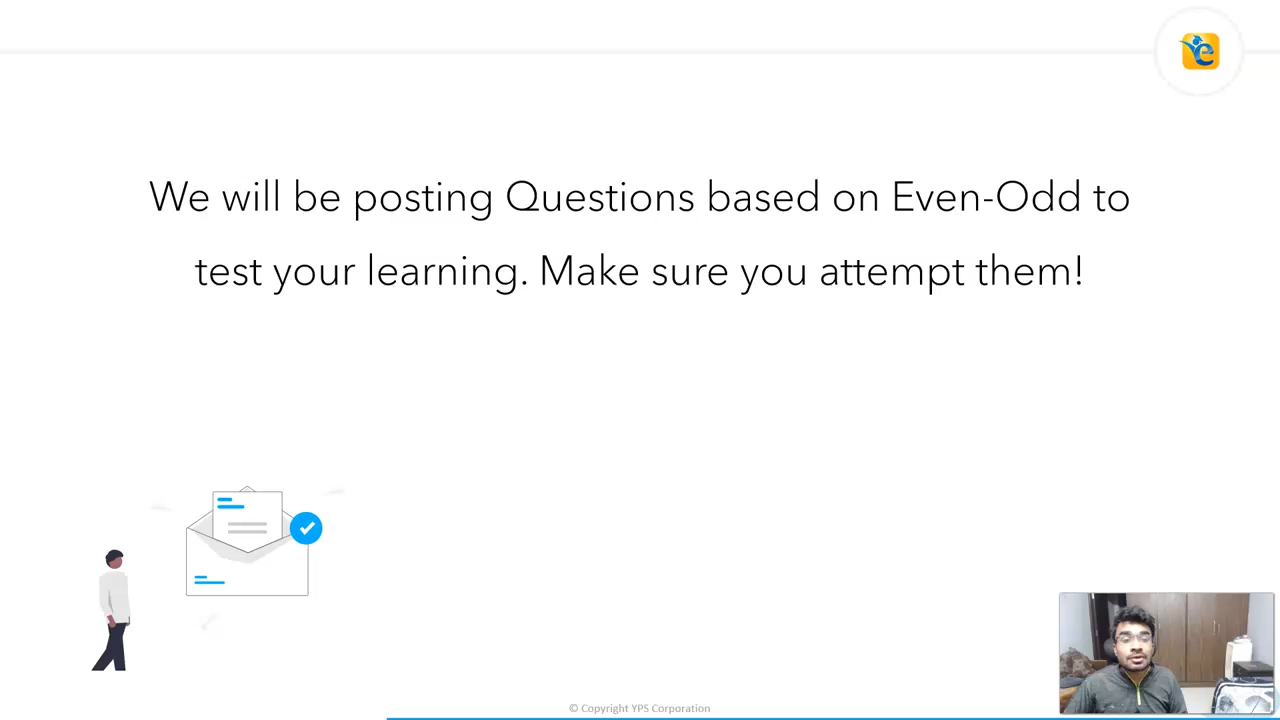 e
We will be posting Questions based on Even-Odd to
test your learning. Make sure you attempt them!
© Copyright YPS Corporation